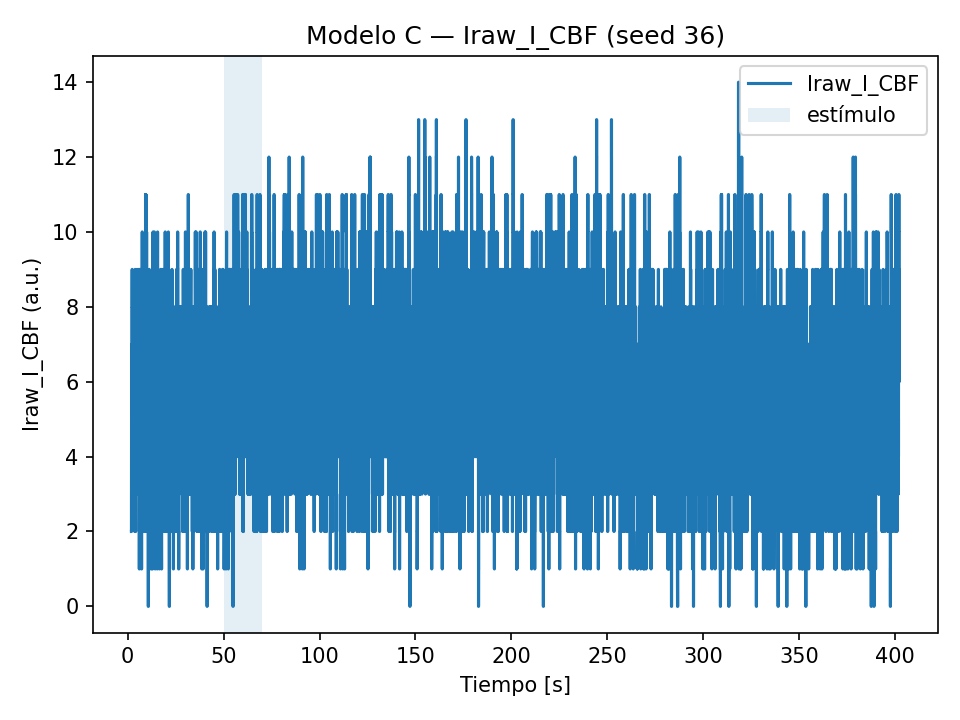 Modelo C — Iraw_I_CBF (seed 36)
Iraw_I_CBF
estímulo
14
12
10
8
6
4
2
0
Iraw_I_CBF (a.u.)
0 50 100 150 200 250 300 350 400
Tiempo [s]